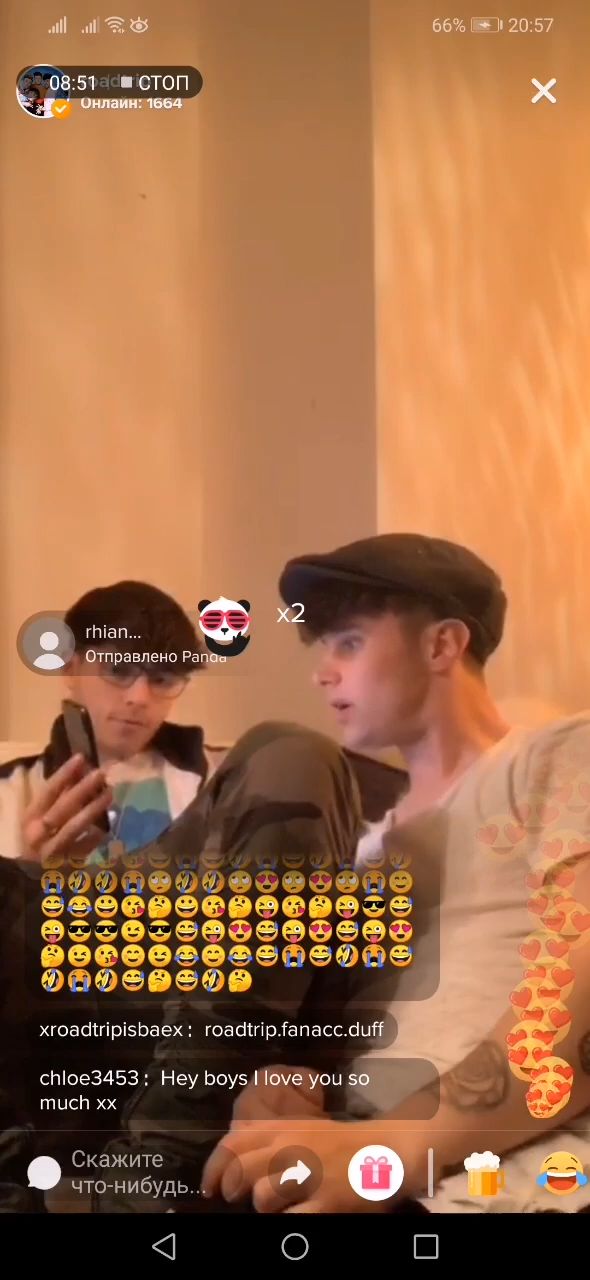 66% 20:57
08:51 СТОП
Онлайн: 1664
x2
rhian...
Отправлено Panda
xroadtripisbaex : roadtrip.fanacc.duff
chloe3453 : Hey boys I love you so
much xx
Скажите
что-нибудь...